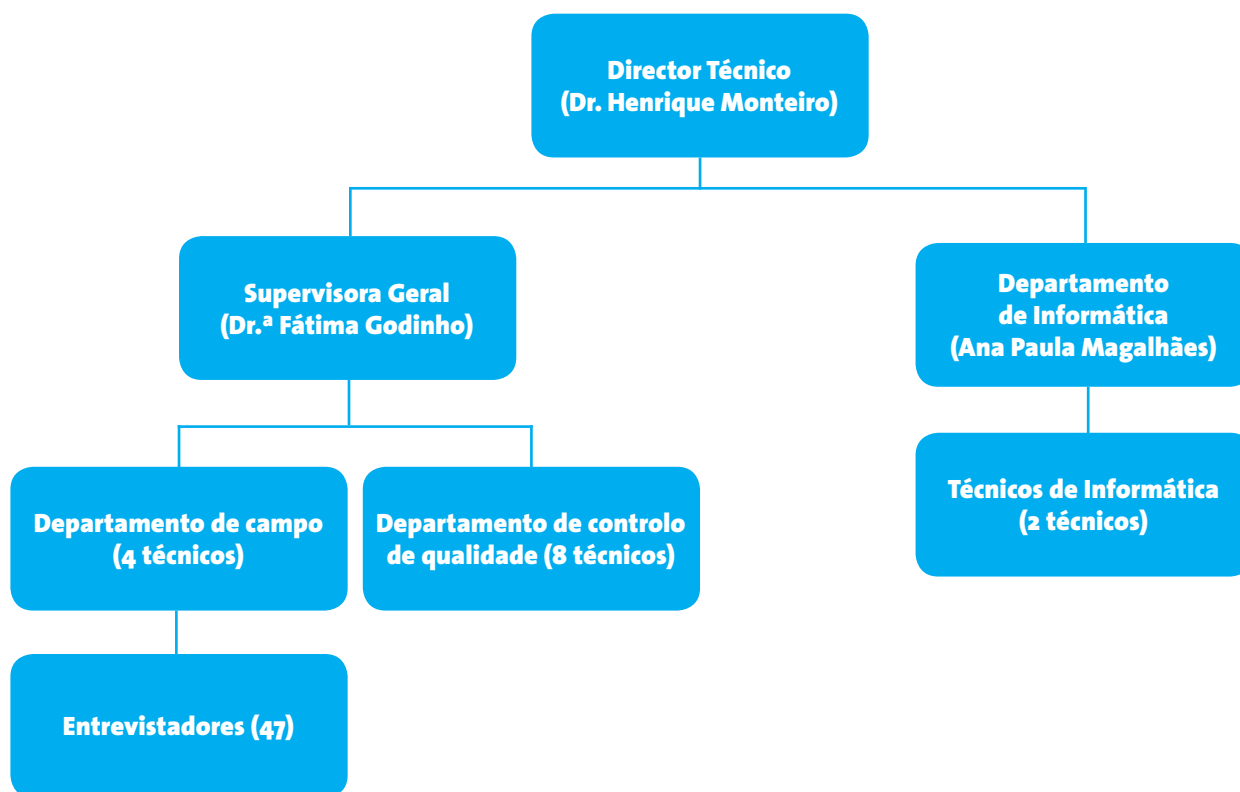 Director Técnico
(Dr. Henrique Monteiro)
Supervisora Geral
(Dr.ª Fátima Godinho)
Departamento
de Informática
(Ana Paula Magalhães)
Departamento de campo
(4 técnicos)
Departamento de controlo
de qualidade (8 técnicos)
Técnicos de Informática
(2 técnicos)
Entrevistadores (47)